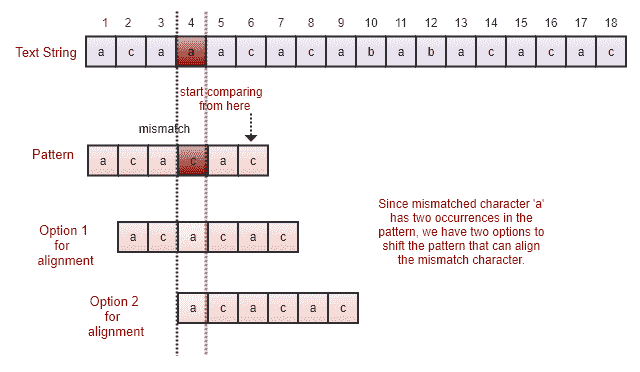 1 2 3 4 5 6 7 8 9 10 11 12 13 14 15 16 17 18
Text String a c a a a c a c a b a b a c a c a c
start comparing
from here
mismatch
Pattern a c a c a c
Since mismatched character 'a'
has two occurrences in the
pattern, we have two options to
shift the pattern that can align
the mismatch character.
Option 1
for
alignment
a c a c a c
Option 2
for
alignment
a c a c a c